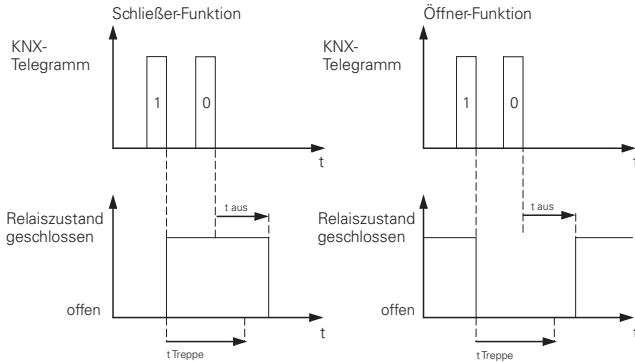 Schließer-Funktion
KNX-
Telegramm
1
0
t
t aus
Relaiszustand
geschlossen
offen
t
t Treppe
Öffner-Funktion
KNX-
Telegramm
1
0
t
t aus
Relaiszustand
geschlossen
offen
t
t Treppe